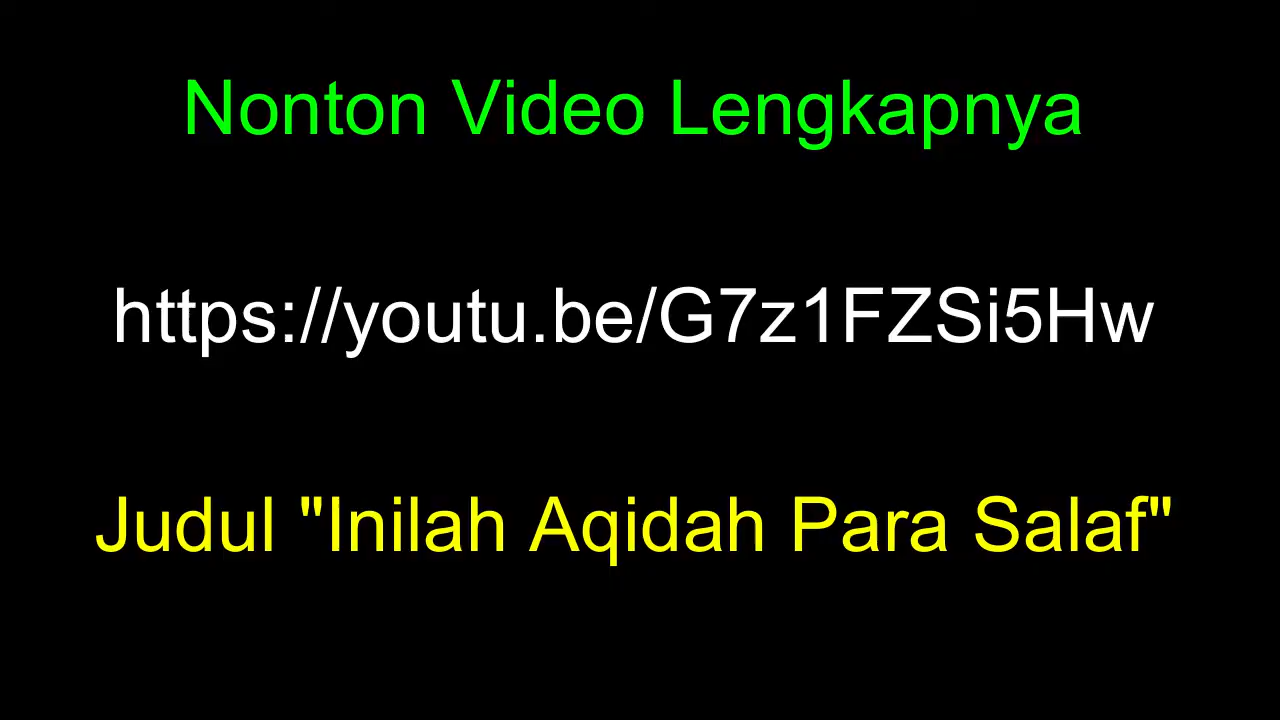 Nonton Video Lengkapnya
https://youtu.be/G7z1FZSi5Hw
Judul "Inilah Aqidah Para Salaf"